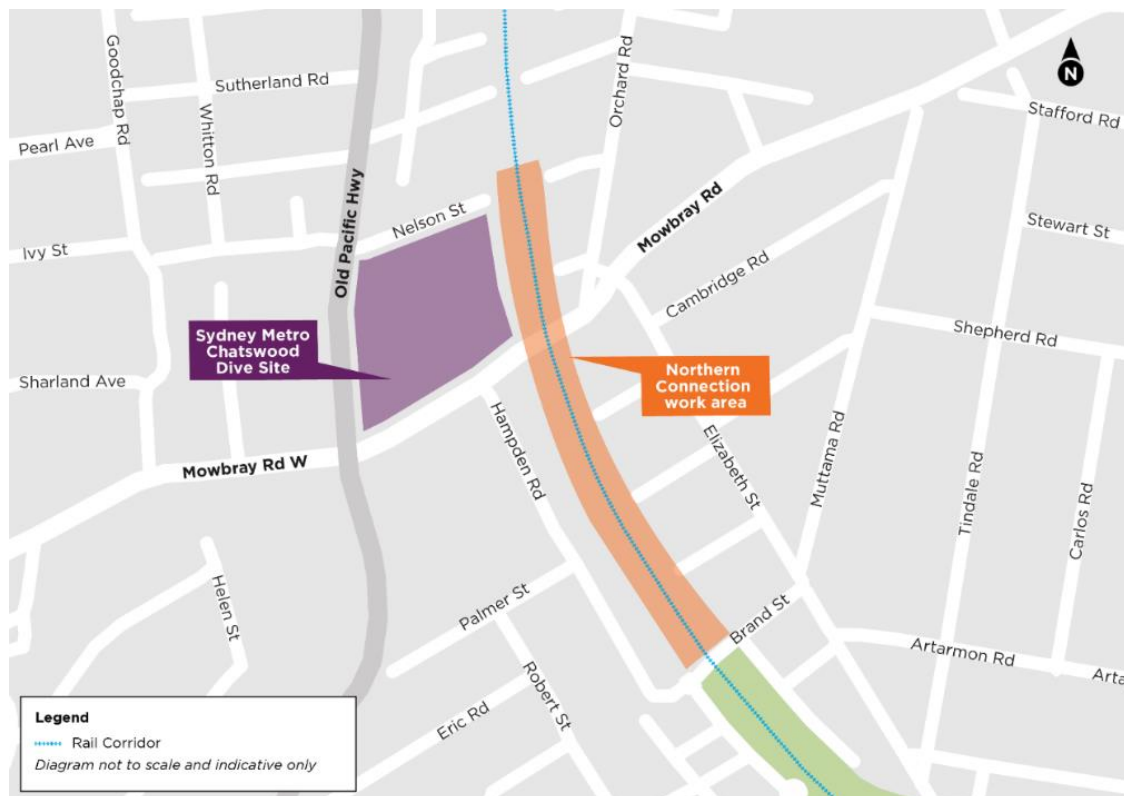 Goodchap Rd
Sutherland Rd
Whitton Rd
Pearl Ave
Orchard Rd
N
Stafford Rd
Old Pacific Hwy
Nelson St
Mowbray Rd
Stewart St
Ivy St
Cambridge Rd
Sydney Metro
Chatswood
Dive Site
Shepherd Rd
Sharland Ave
Northern
Connection
work area
Hampden Rd
Elizabeth St
Muttama Rd
Mowbray Rd W
Tindale Rd
Carlos Rd
Helen St
Palmer St
Brand St
Artarmon Rd
Arta
Robert St
Eric Rd
Legend
Rail Corridor
Diagram not to scale and indicative only